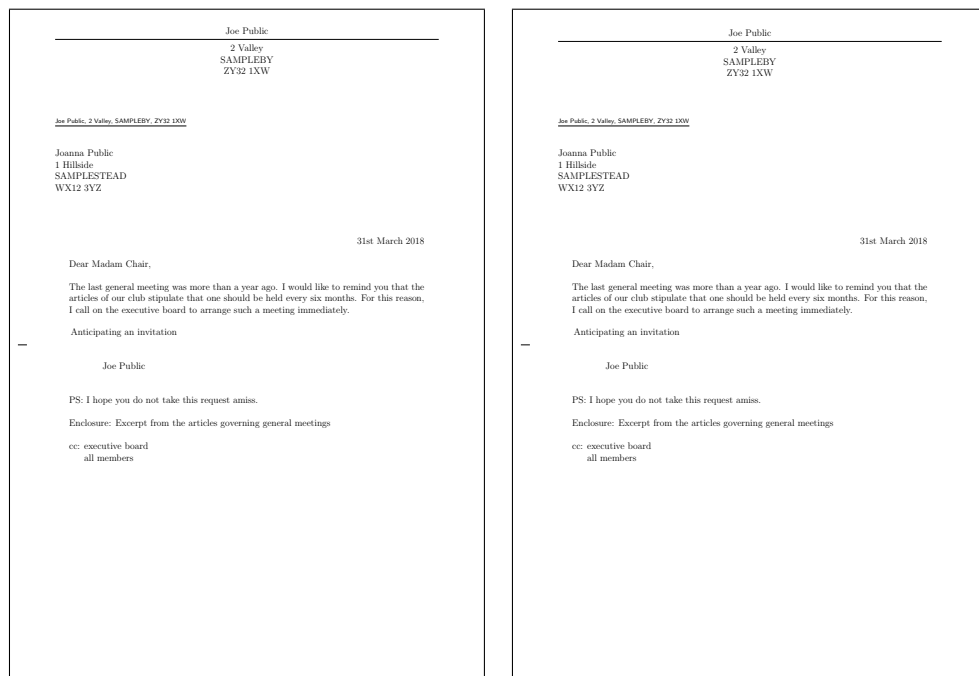 Joe Public
2 Valley
SAMPLEBY
ZY32 1XW
Joe Public, 2 Valley, SAMPLEBY, ZY32 1XW
Joanna Public
1 Hillside
SAMPLESTEAD
WX12 3YZ
31st March 2018
Dear Madam Chair,
The last general meeting was more than a year ago. I would like to remind you that the
articles of our club stipulate that one should be held every six months. For this reason,
I call on the executive board to arrange such a meeting immediately.
Anticipating an invitation
Joe Public
PS: I hope you do not take this request amiss.
Enclosure: Excerpt from the articles governing general meetings
cc: executive board
all members
Joe Public
2 Valley
SAMPLEBY
ZY32 1XW
Joe Public, 2 Valley, SAMPLEBY, ZY32 1XW
Joanna Public
1 Hillside
SAMPLESTEAD
WX12 3YZ
31st March 2018
Dear Madam Chair,
The last general meeting was more than a year ago. I would like to remind you that the
articles of our club stipulate that one should be held every six months. For this reason,
I call on the executive board to arrange such a meeting immediately.
Anticipating an invitation
Joe Public
PS: I hope you do not take this request amiss.
Enclosure: Excerpt from the articles governing general meetings
cc: executive board
all members